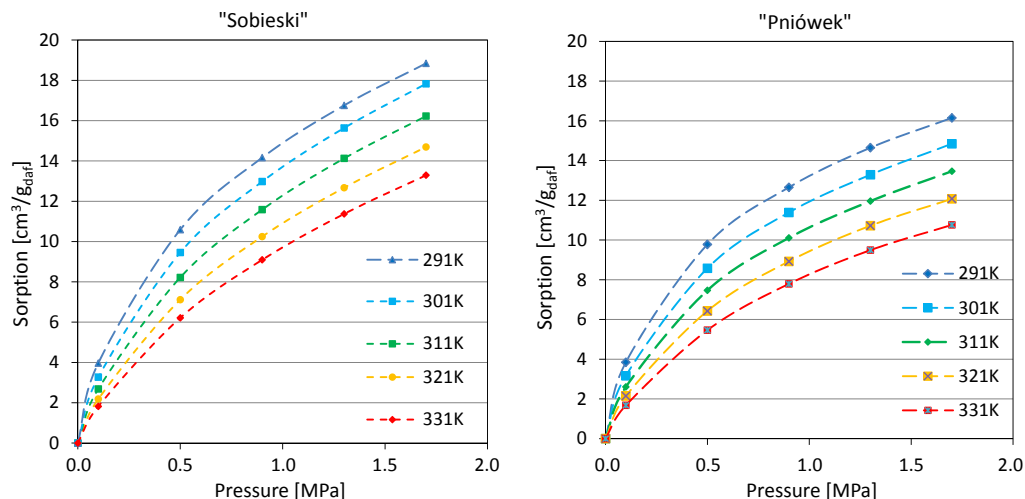 "Sobieski"
Sorption [cm³/g_daf]
20
18
16
14
12
10
8
6
4
2
0
291K
301K
311K
321K
331K
0.0 0.5 1.0 1.5 2.0
Pressure [MPa]
"Pniówek"
Sorption [cm³/g_daf]
20
18
16
14
12
10
8
6
4
2
0
291K
301K
311K
321K
331K
0.0 0.5 1.0 1.5 2.0
Pressure [MPa]